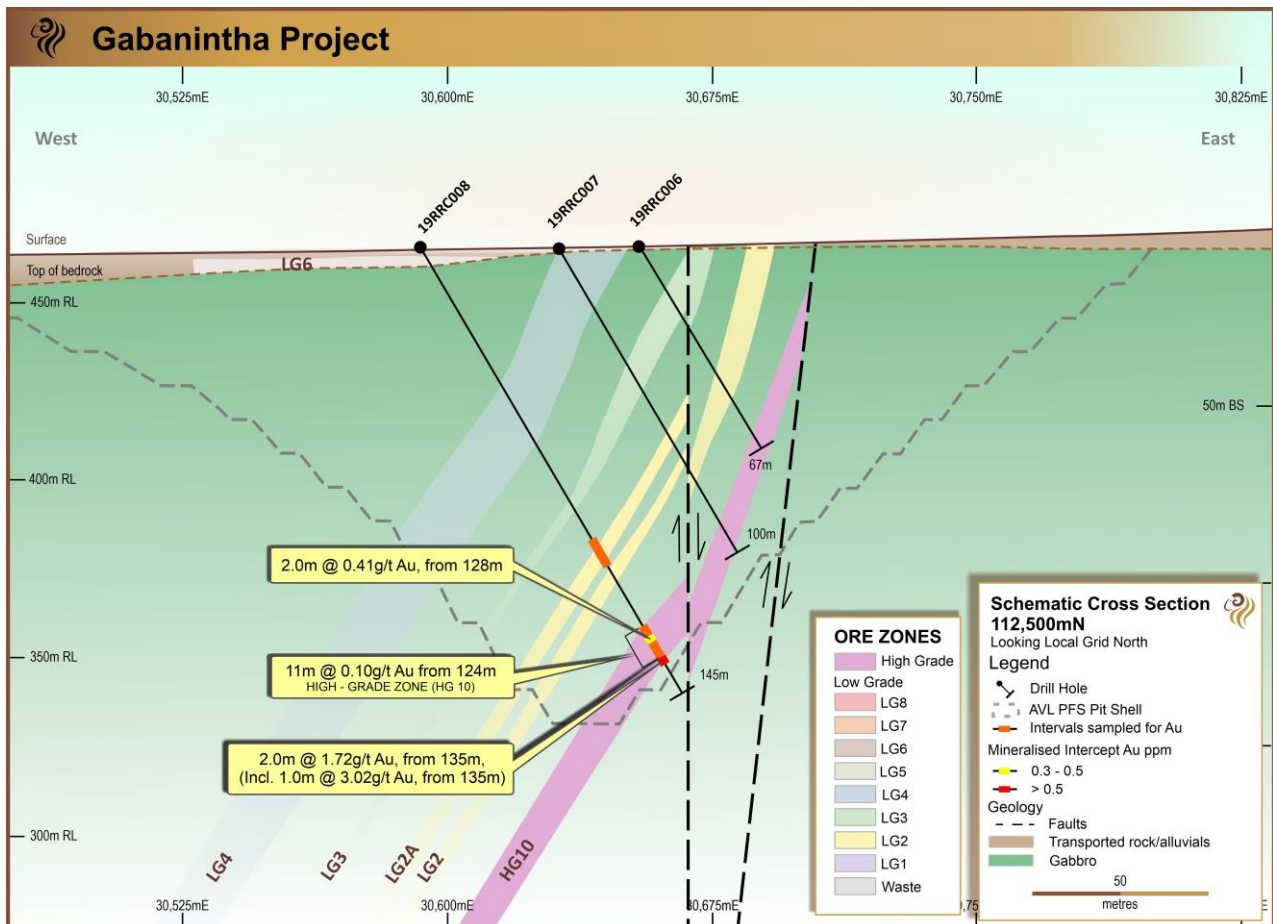 Gabanintha Project
30,525mE
30,600mE
30,675mE
30,750mE
30,825mE
West
East
19RRC008
19RRC007
19RRC006
Surface
LG6
Top of bedrock
450m RL
50m BS
67m
400m RL
100m
2.0m @ 0.41g/t Au, from 128m
350m RL
11m @ 0.10g/t Au from 124m
HIGH - GRADE ZONE (HG 10)
145m
2.0m @ 1.72g/t Au, from 135m,
(Incl. 1.0m @ 3.02g/t Au, from 135m)
300m RL
LG4
LG3
LG2A
LG2
HG10
30,525mE
30,600mE
30,675mE
ORE ZONES
High Grade
Low Grade
LG8
LG7
LG6
LG5
LG4
LG3
LG2
LG1
Waste
Schematic Cross Section
112,500mN
Looking Local Grid North
Legend
Drill Hole
AVL PFS Pit Shell
Intervals sampled for Au
Mineralised Intercept Au ppm
0.3 - 0.5
> 0.5
Geology
Faults
Transported rock/alluvials
Gabbro
50
metres